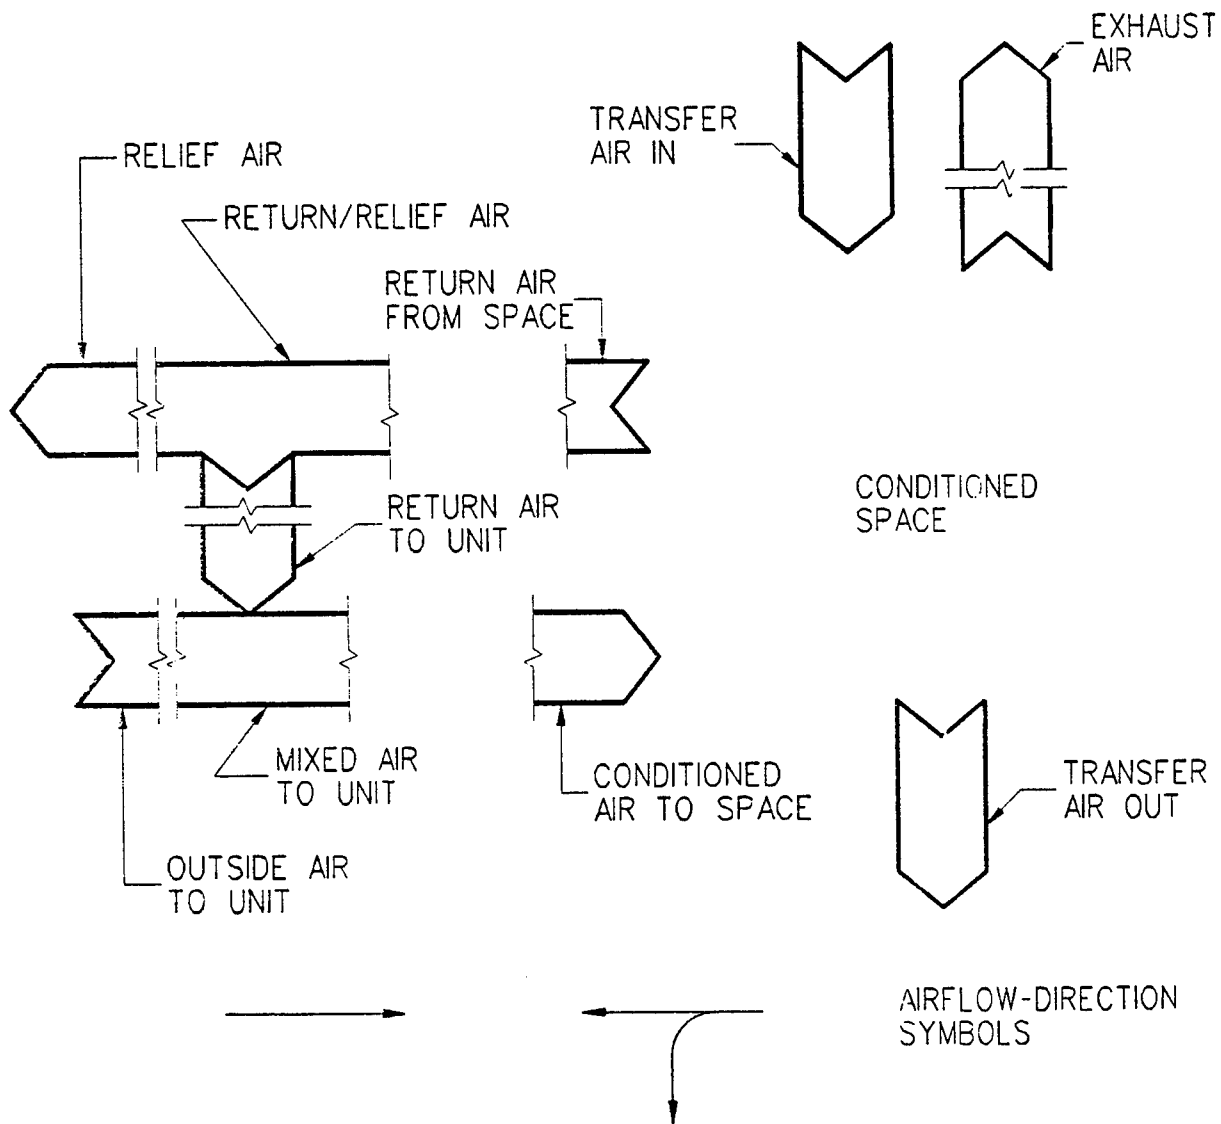 EXHAUST
AIR
TRANSFER
AIR IN
RELIEF AIR
RETURN/RELIEF AIR
RETURN AIR
FROM SPACE
CONDITIONED
SPACE
RETURN AIR
TO UNIT
MIXED AIR
TO UNIT
CONDITIONED
AIR TO SPACE
TRANSFER
AIR OUT
OUTSIDE AIR
TO UNIT
AIRFLOW-DIRECTION
SYMBOLS